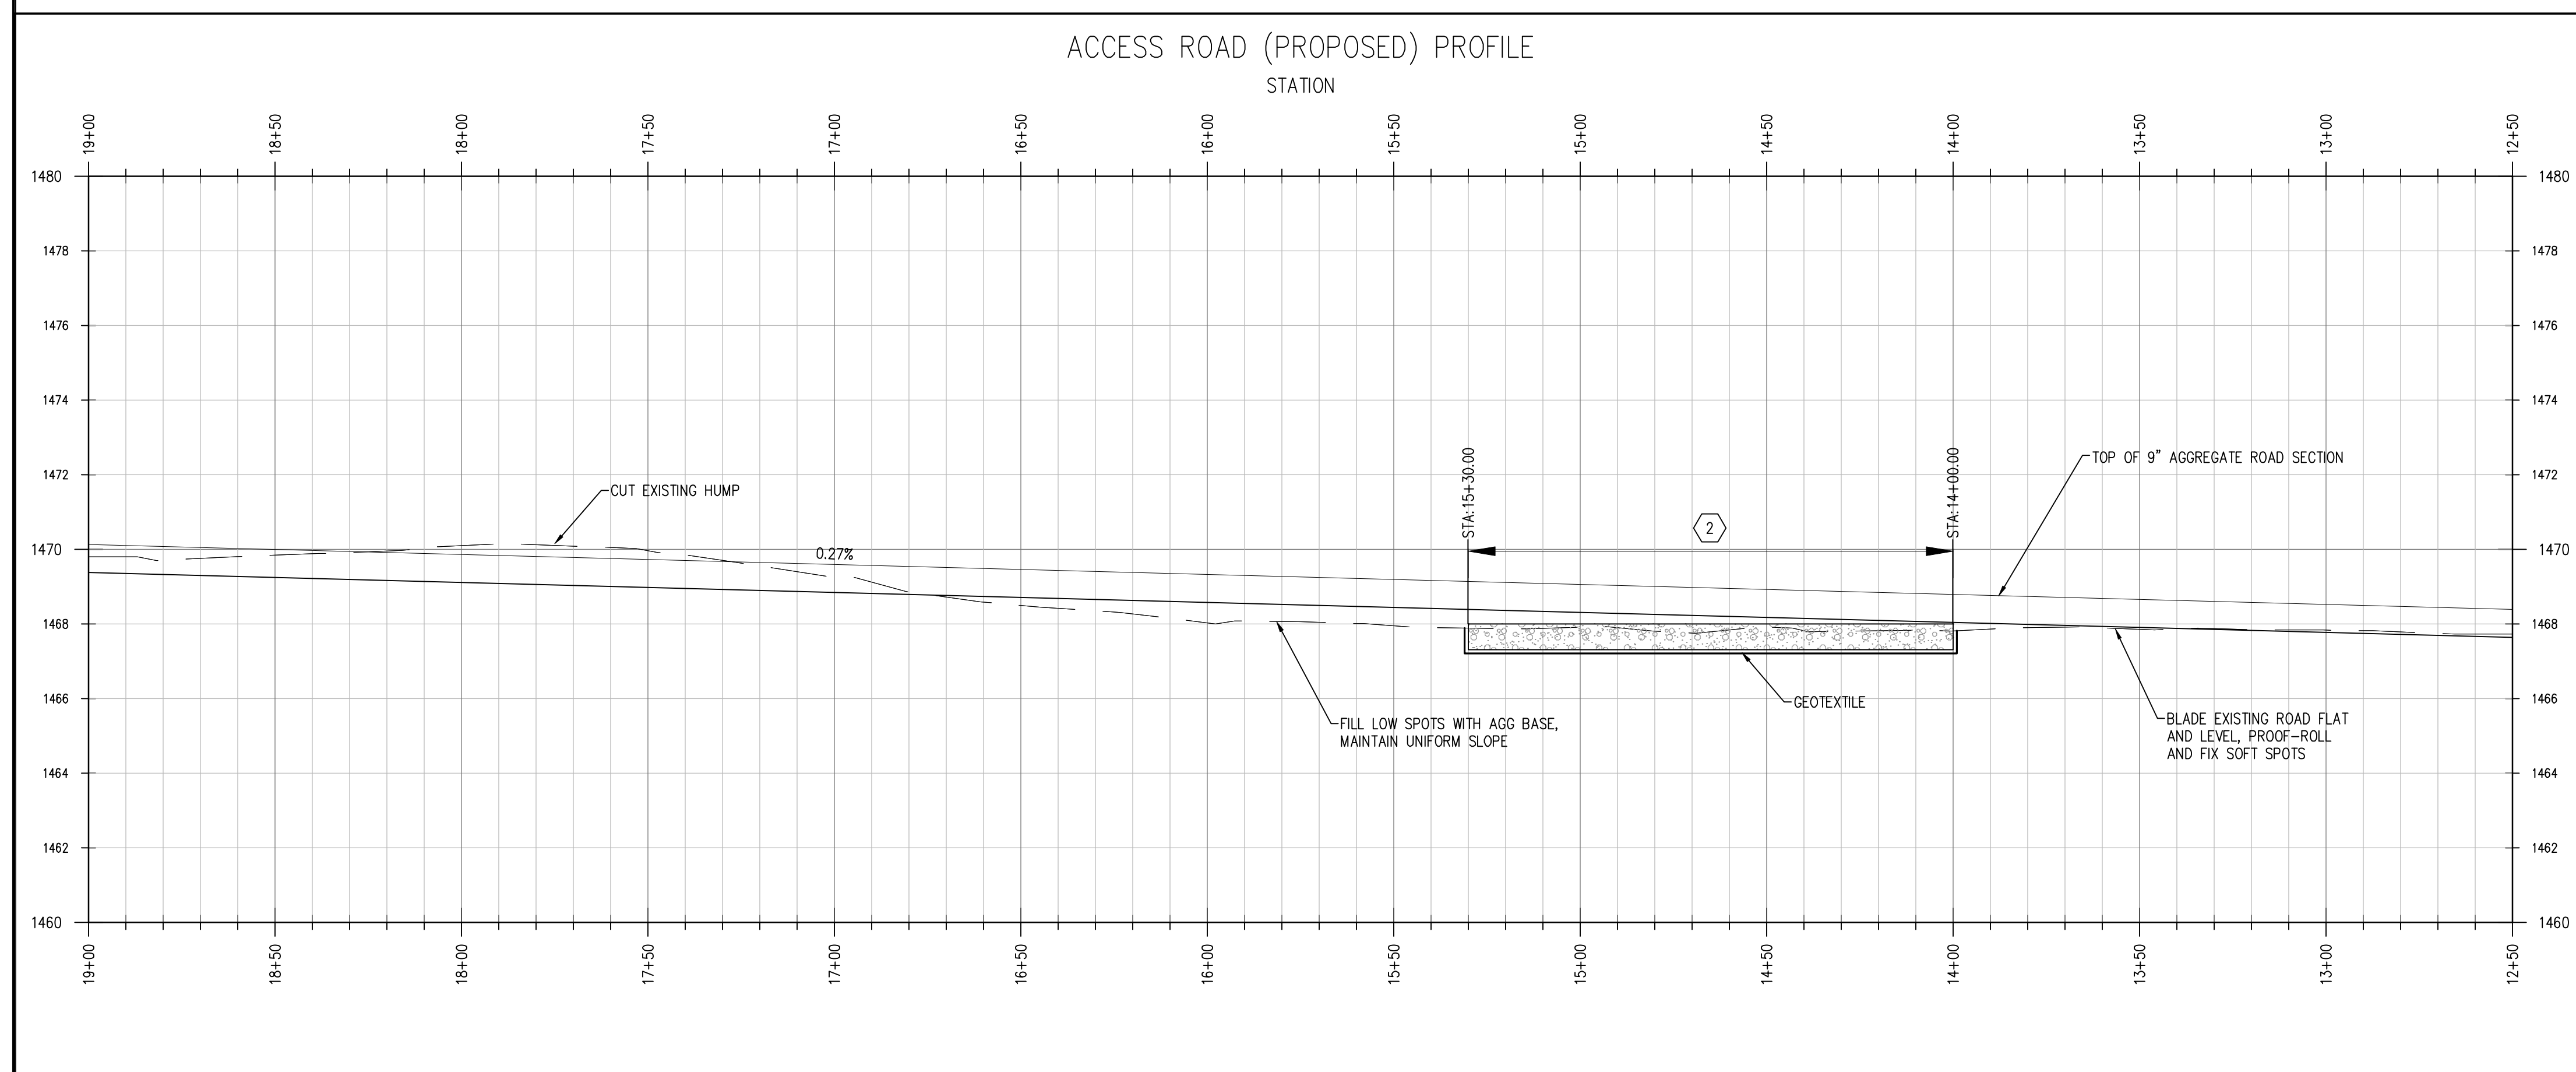 ACCESS ROAD (PROPOSED) PROFILE
STATION
19+00 18+50 18+00 17+50 17+00 16+50 16+00 15+50 15+00 14+50 14+00 13+50 13+00 12+50
1480 1480
1478 1478
1476 1476
1474 1474
1472 1472
1470 1470
1468 1468
1466 1466
1464 1464
1462 1462
1460 1460
CUT EXISTING HUMP
0.27%
STA:15+30.00
2
STA:14+00.00
TOP OF 9" AGGREGATE ROAD SECTION
FILL LOW SPOTS WITH AGG BASE,
MAINTAIN UNIFORM SLOPE
GEOTEXTILE
BLADE EXISTING ROAD FLAT
AND LEVEL, PROOF-ROLL
AND FIX SOFT SPOTS
19+00 18+50 18+00 17+50 17+00 16+50 16+00 15+50 15+00 14+50 14+00 13+50 13+00 12+50